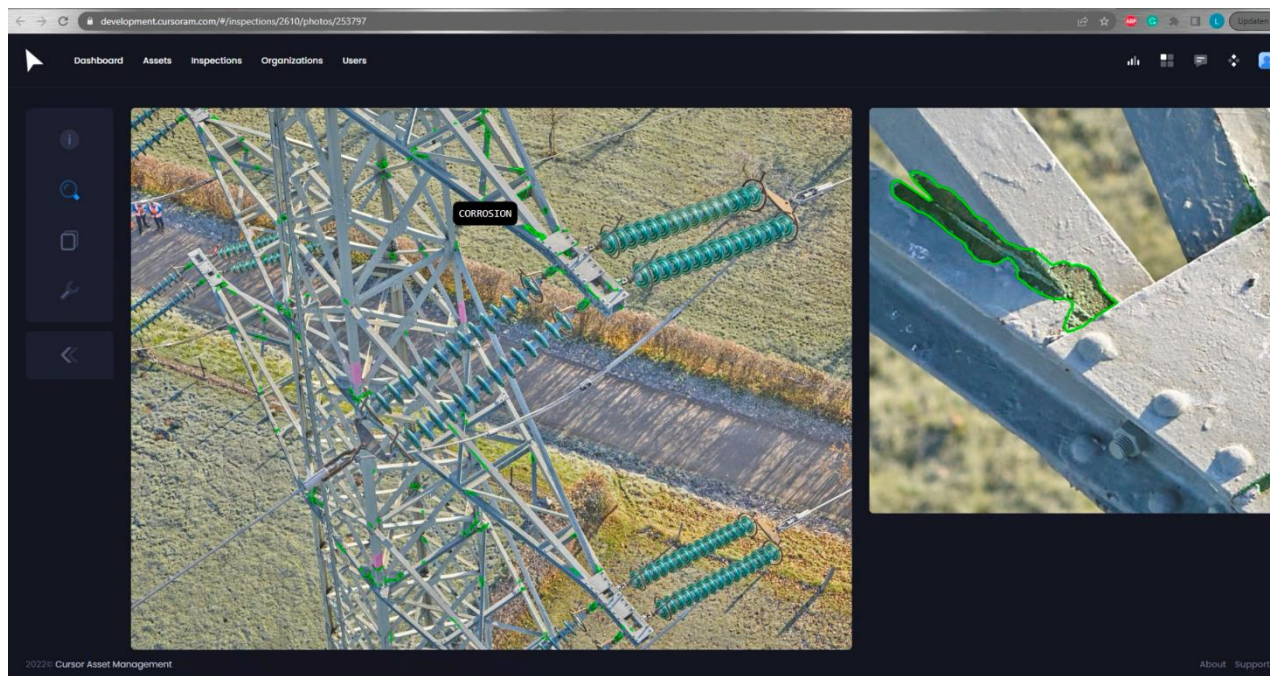 development.cursoram.com/#/inspections/2610/photos/253797
Updaten
Dashboard Assets Inspections Organizations Users
CORROSION
2022© Cursor Asset Management
About Support